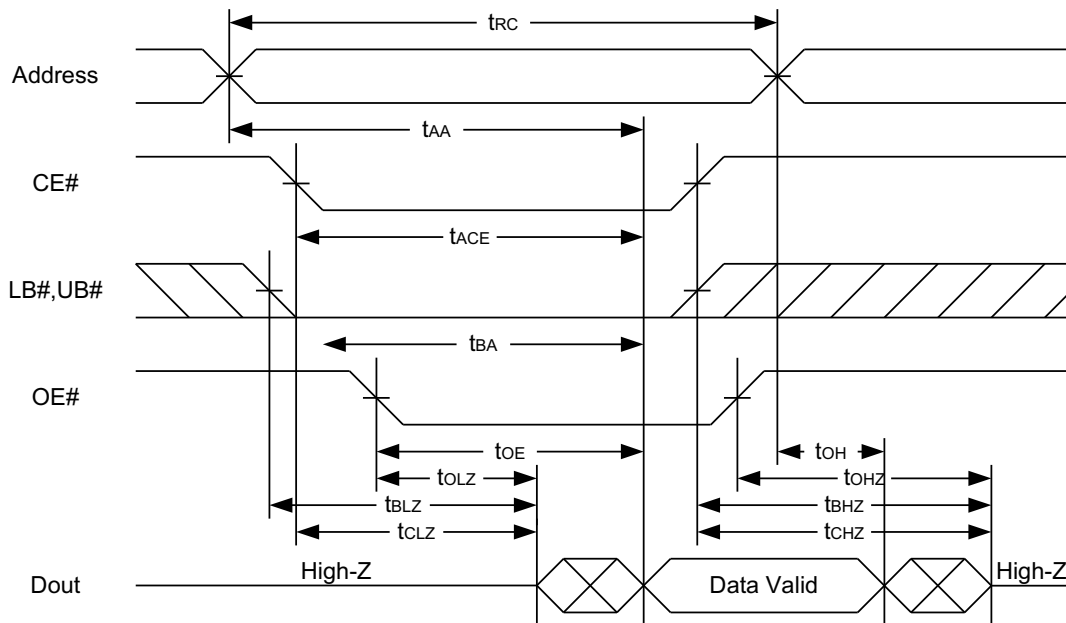 tRC
Address
tAA
CE#
tACE
LB#,UB#
tBA
OE#
tOE
tOH
tOLZ
tOHZ
tBLZ
tBHZ
tCLZ
tCHZ
Dout
High-Z
Data Valid
High-Z